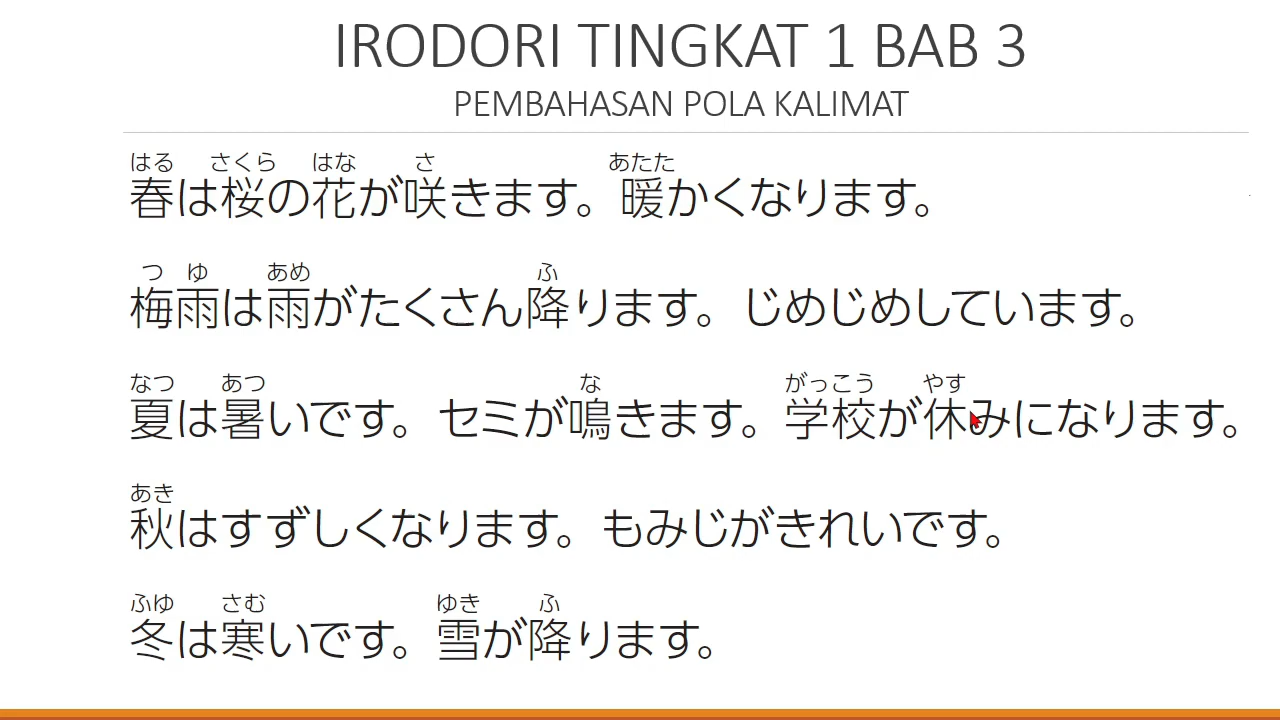 IRODORI TINGKAT 1 BAB 3
PEMBAHASAN POLA KALIMAT
はる さくら はな さ あたた
春は桜の花が咲きます。暖かくなります。
つ ゆ あめ ふ
梅雨は雨がたくさん降ります。じめじめしています。
なつ あつ な がっこう やす
夏は暑いです。セミが鳴きます。学校が休みになります。
あき
秋はすずしくなります。もみじがきれいです。
ふゆ さむ ゆき ふ
冬は寒いです。雪が降ります。